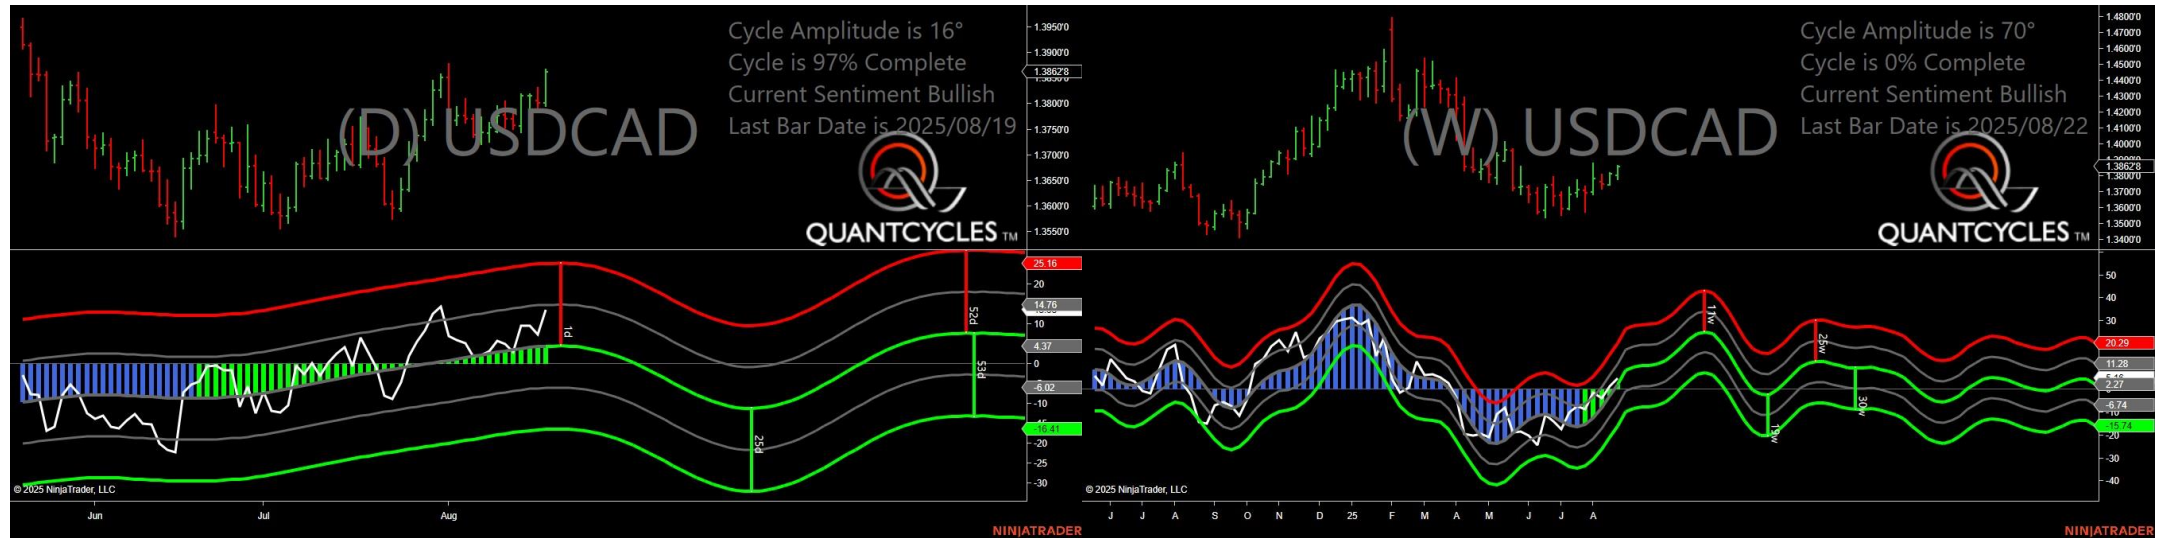 Cycle Amplitude is 16°
Cycle is 97% Complete
Current Sentiment Bullish
Last Bar Date is 2025/08/19
(D) USDCAD
QUANTCYCLES TM
1.3950'0
1.3900'0
1.3862'8
1.3800'0
1.3750'0
1.3700'0
1.3650'0
1.3600'0
1.3550'0
25.16
20
14.76
10
4.37
0
-6.02
-10
-16.41
-20
-25
-30
1d
25d
52d
53d
© 2025 NinjaTrader, LLC
Jun Jul Aug
NINJATRADER
Cycle Amplitude is 70°
Cycle is 0% Complete
Current Sentiment Bullish
Last Bar Date is 2025/08/22
(W) USDCAD
QUANTCYCLES TM
1.4800'0
1.4700'0
1.4600'0
1.4500'0
1.4400'0
1.4300'0
1.4200'0
1.4100'0
1.3862'8
1.3800'0
1.3700'0
1.3600'0
1.3500'0
1.3400'0
50
40
30
20.29
11.28
2.27
-6.74
-15.74
-20
-30
-40
11w
19w
25w
30w
© 2025 NinjaTrader, LLC
J J A S O N D 25 F M A M J J A
NINJATRADER